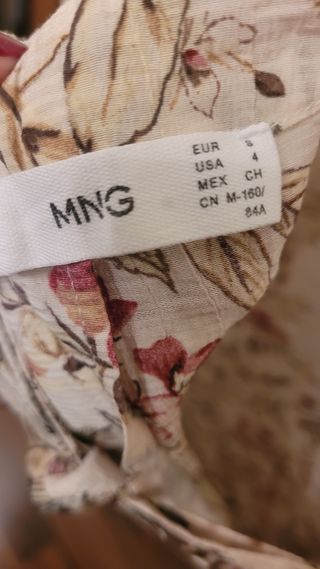 MNG
EUR S
USA 4
MEX CH
CN M-160/
84A